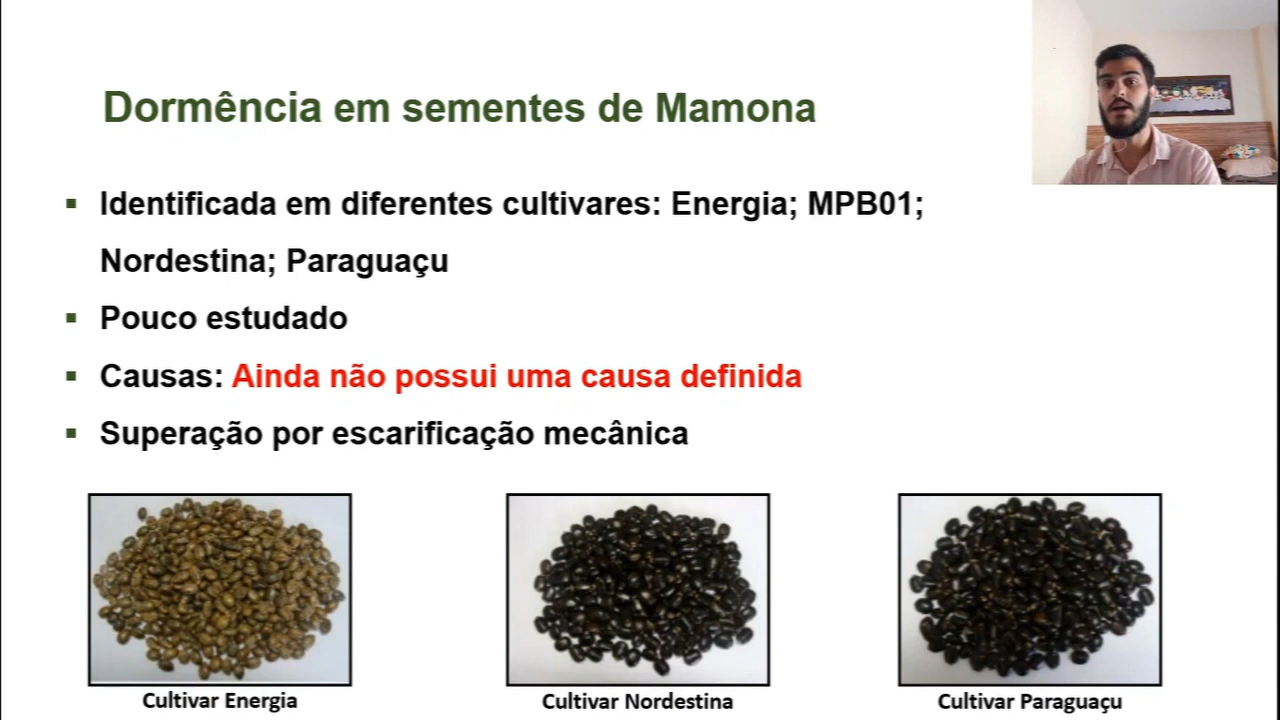 Dormência em sementes de Mamona
▪ Identificada em diferentes cultivares: Energia; MPB01;
Nordestina; Paraguaçu
▪ Pouco estudado
▪ Causas: Ainda não possui uma causa definida
▪ Superação por escarificação mecânica
Cultivar Energia
Cultivar Nordestina
Cultivar Paraguaçu